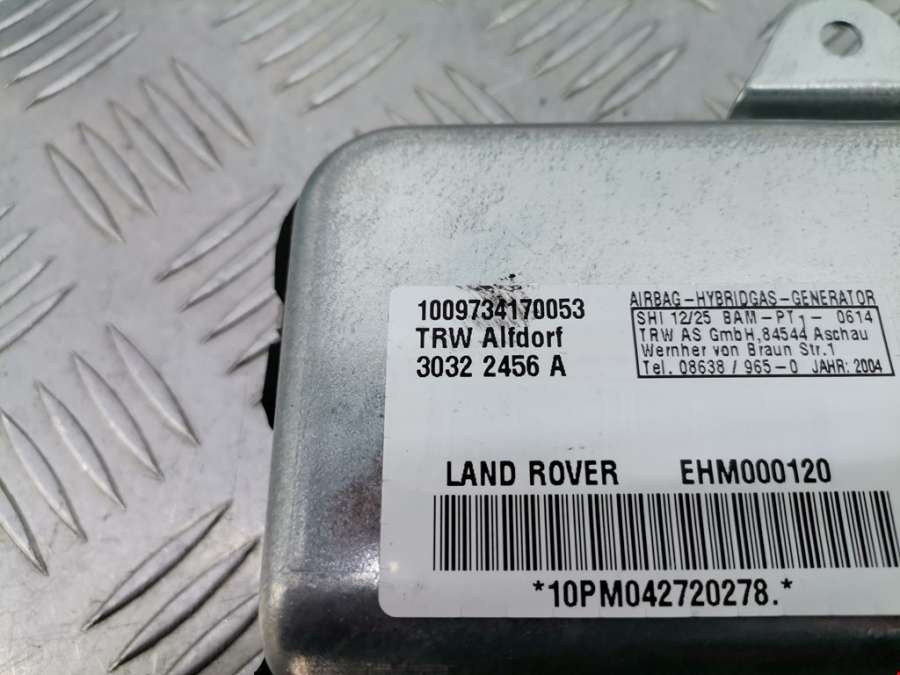 1009734170053
TRW Alfdorf
3032 2456 A
AIRBAG-HYBRIDGAS-GENERATOR
SHI 12/25 BAM-PT1- 0614
TRW AS GmbH,84544 Aschau
Wernher von Braun Str.1
Tel. 08638 / 965-0 JAHR: 2004
LAND ROVER EHM000120
*10PM042720278.*